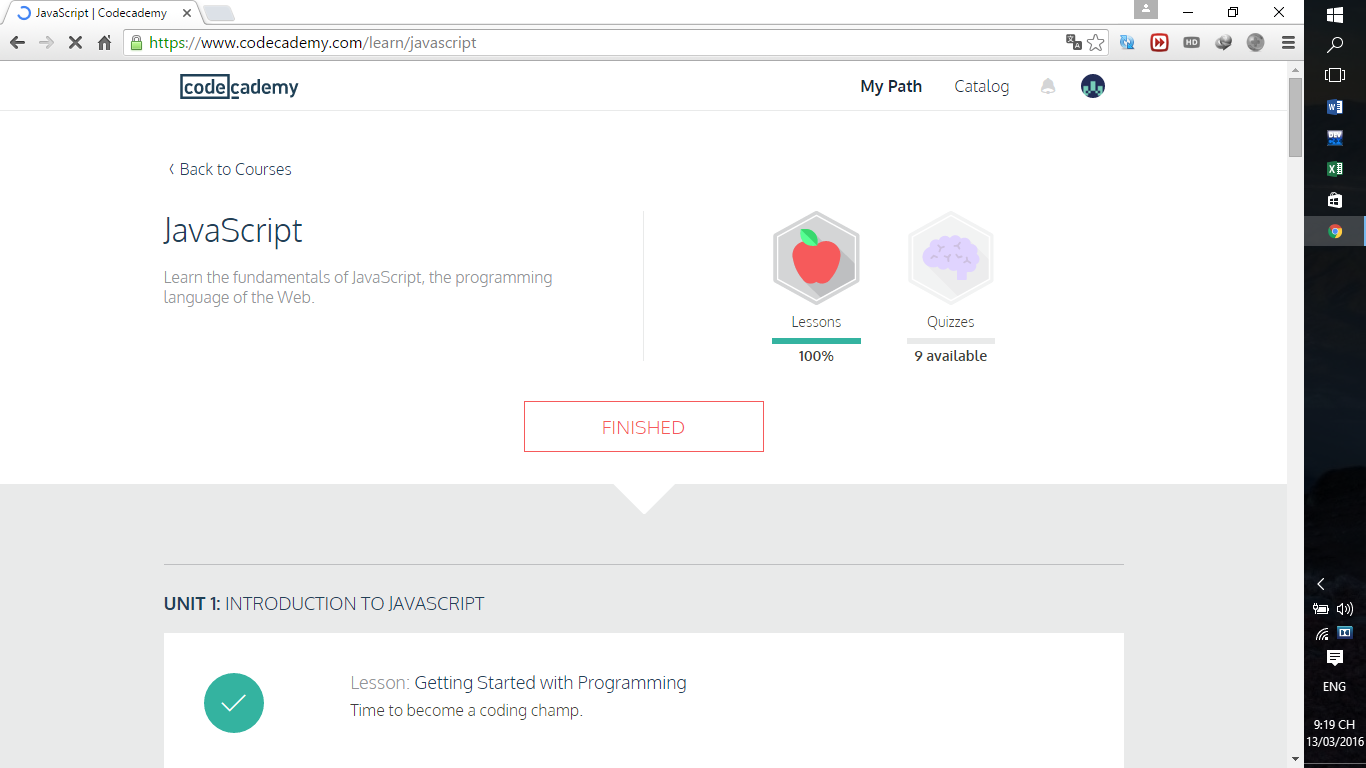 JavaScript | Codecademy
https://www.codecademy.com/learn/javascript
HD
codecademy
My Path
Catalog
Back to Courses
JavaScript
Learn the fundamentals of JavaScript, the programming
language of the Web.
Lessons
100%
Quizzes
9 available
FINISHED
UNIT 1: INTRODUCTION TO JAVASCRIPT
Lesson: Getting Started with Programming
Time to become a coding champ.
ENG
9:19 CH
13/03/2016